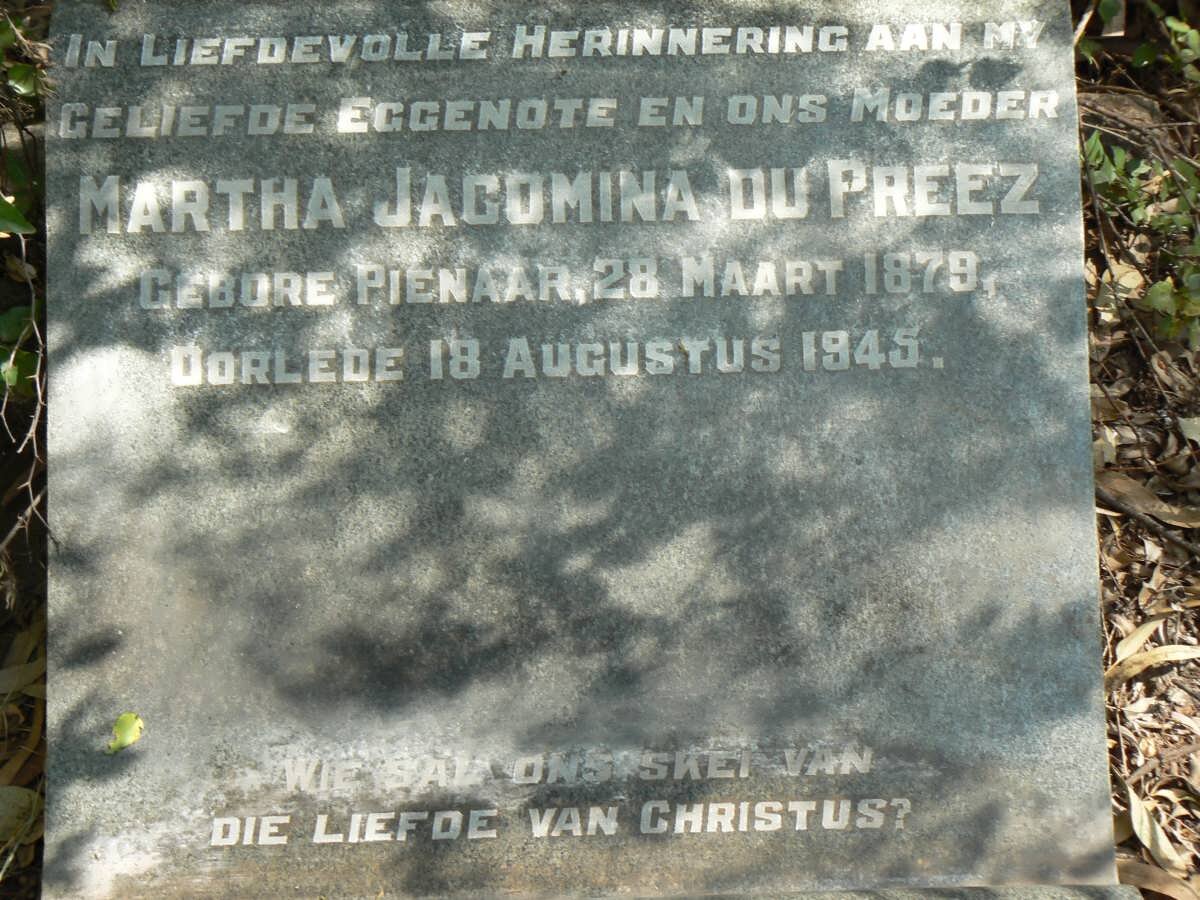 IN LIEFDEVOLLE HERINNERING AAN MY
GELIEFDE EGGENOTE EN ONS MOEDER
MARTHA JACOMINA DU PREEZ
GEBORE PIENAAR, 28 MAART 1879,
OORLEDE 18 AUGUSTUS 1945.
WIE SAL ONS SKEI VAN
DIE LIEFDE VAN CHRISTUS?